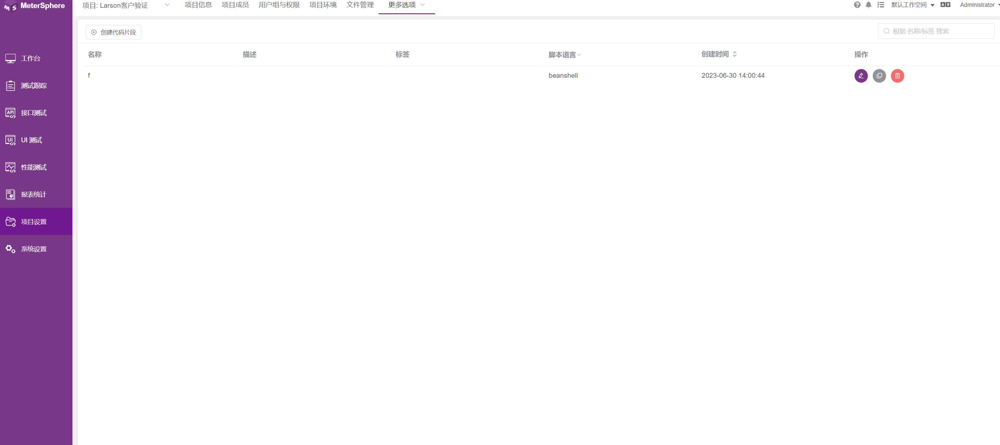 MeterSphere
项目: Larson客户验证
项目信息 项目成员 用户组与权限 项目环境 文件管理 更多选项
默认工作空间
Administrator
创建代码片段
根据 名称/标签 搜索
名称 描述 标签 脚本语言 创建时间 操作
f beanshell 2023-06-30 14:00:44
工作台
测试跟踪
API 接口测试
UI UI 测试
性能测试
报表统计
项目设置
系统设置